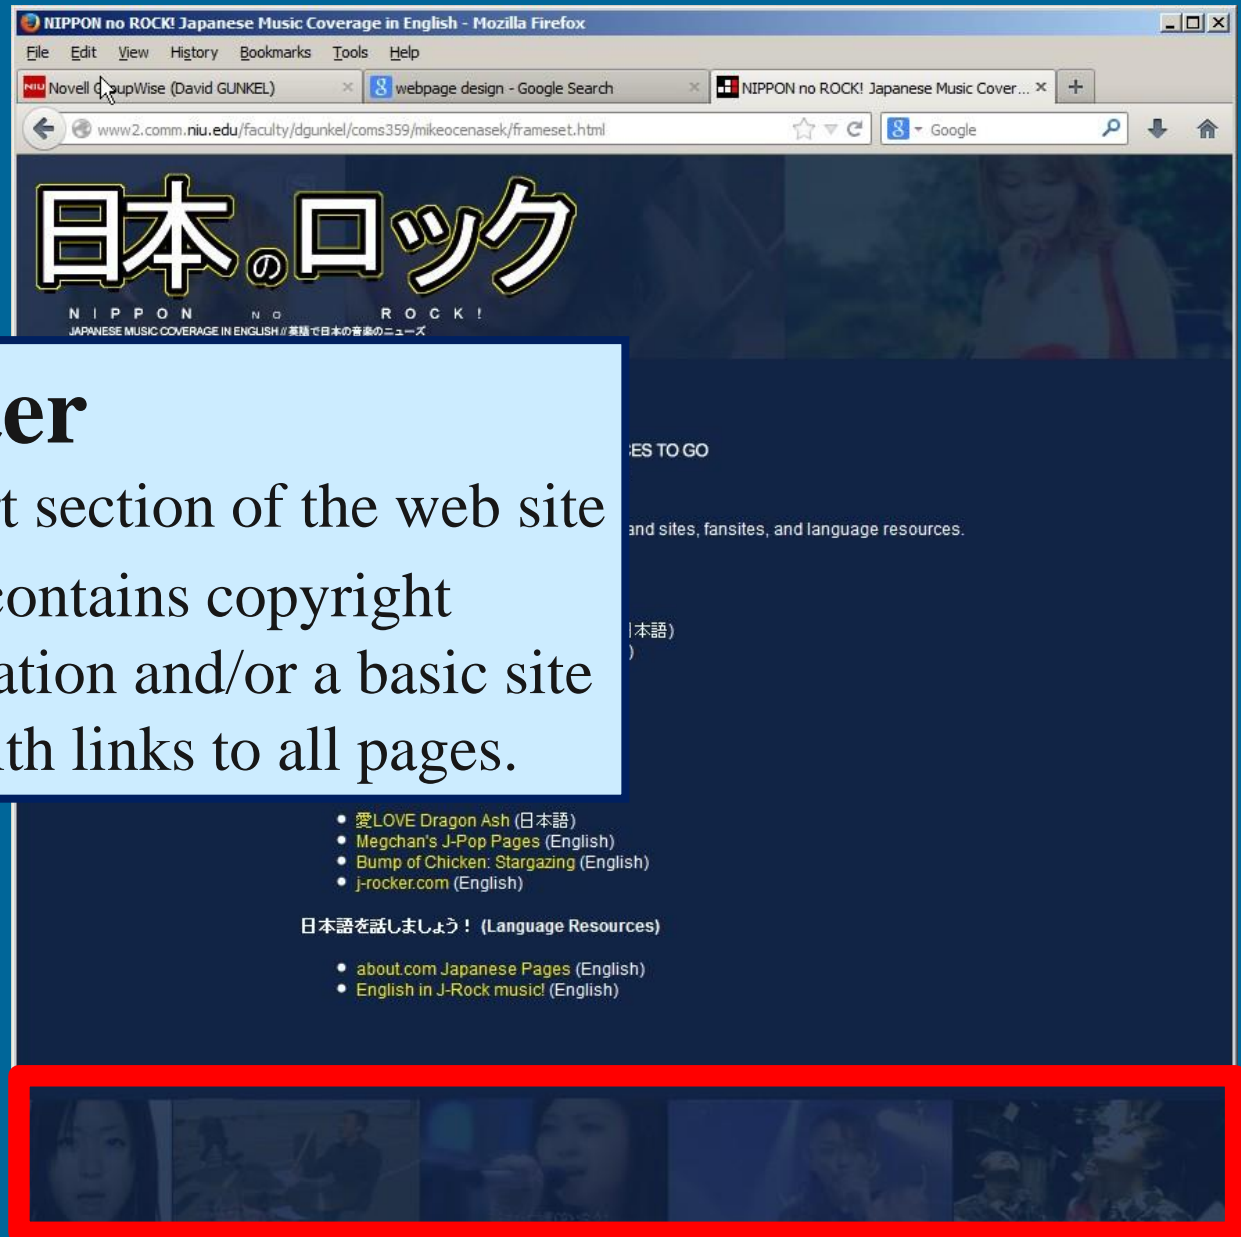 NIPPON no ROCK! Japanese Music Coverage in English - Mozilla Firefox
File Edit View History Bookmarks Tools Help
NIU Novell GroupWise (David GUNKEL) webpage design - Google Search NIPPON no ROCK! Japanese Music Cover...
www2.comm.niu.edu/faculty/dgunkel/coms359/mikeocenasek/frameset.html Google
日本のロック
NIPPON NO ROCK!
JAPANESE MUSIC COVERAGE IN ENGLISH // 英語で日本の音楽のニューズ
er
t section of the web site
contains copyright
ation and/or a basic site
ith links to all pages.
ES TO GO
and sites, fansites, and language resources.
本語)
)
愛LOVE Dragon Ash (日本語)
Megchan's J-Pop Pages (English)
Bump of Chicken: Stargazing (English)
j-rocker.com (English)
日本語を話しましょう! (Language Resources)
about.com Japanese Pages (English)
English in J-Rock music! (English)